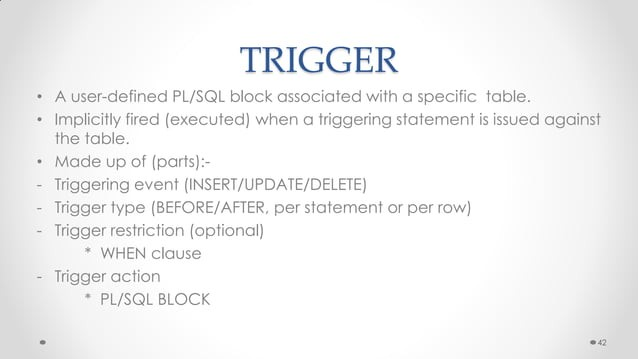 TRIGGER
• A user-defined PL/SQL block associated with a specific  table.
• Implicitly fired (executed) when a triggering statement is issued against
the table.
• Made up of (parts):-
- Triggering event (INSERT/UPDATE/DELETE)
- Trigger type (BEFORE/AFTER, per statement or per row)
- Trigger restriction (optional)
* WHEN clause
- Trigger action
* PL/SQL BLOCK
42